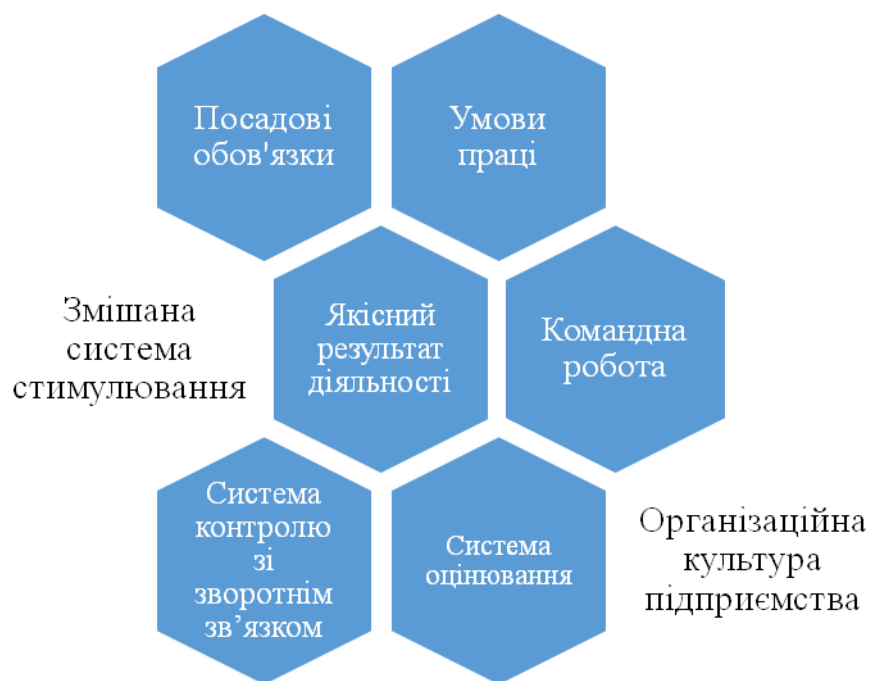 Посадові
обов'язки
Умови
праці
Змішана
система
стимулювання
Якісний
результат
діяльності
Командна
робота
Система
контролю
зі
зворотнім
зв’язком
Система
оцінювання
Організаційна
культура
підприємства